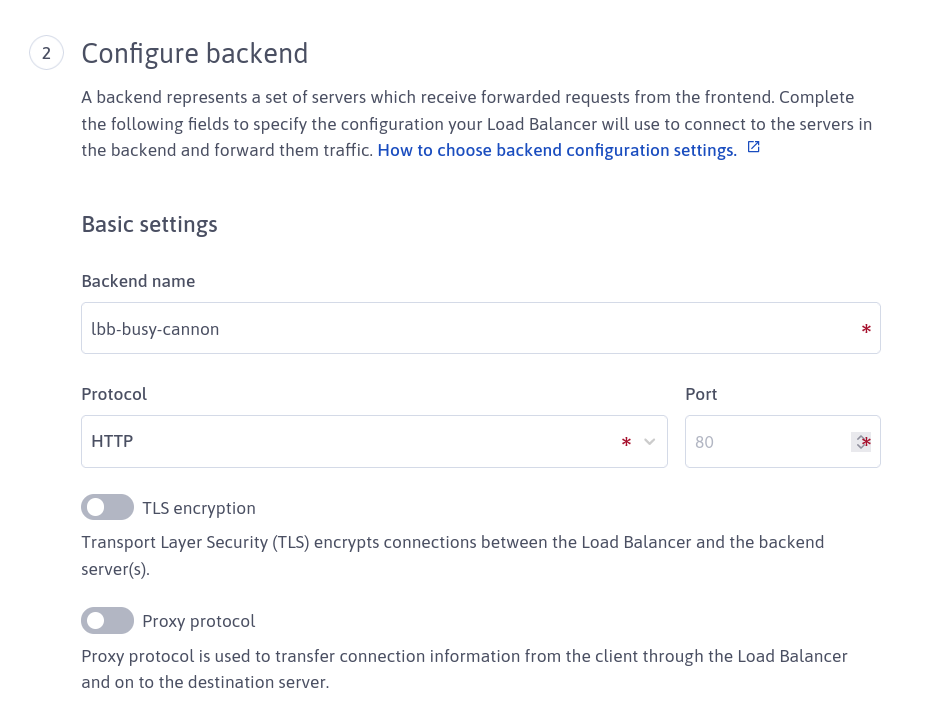 2
Configure backend
A backend represents a set of servers which receive forwarded requests from the frontend. Complete
the following fields to specify the configuration your Load Balancer will use to connect to the servers in
the backend and forward them traffic. How to choose backend configuration settings.
Basic settings
Backend name
lbb-busy-cannon *
Protocol Port
HTTP * 80 *
TLS encryption
Transport Layer Security (TLS) encrypts connections between the Load Balancer and the backend
server(s).
Proxy protocol
Proxy protocol is used to transfer connection information from the client through the Load Balancer
and on to the destination server.